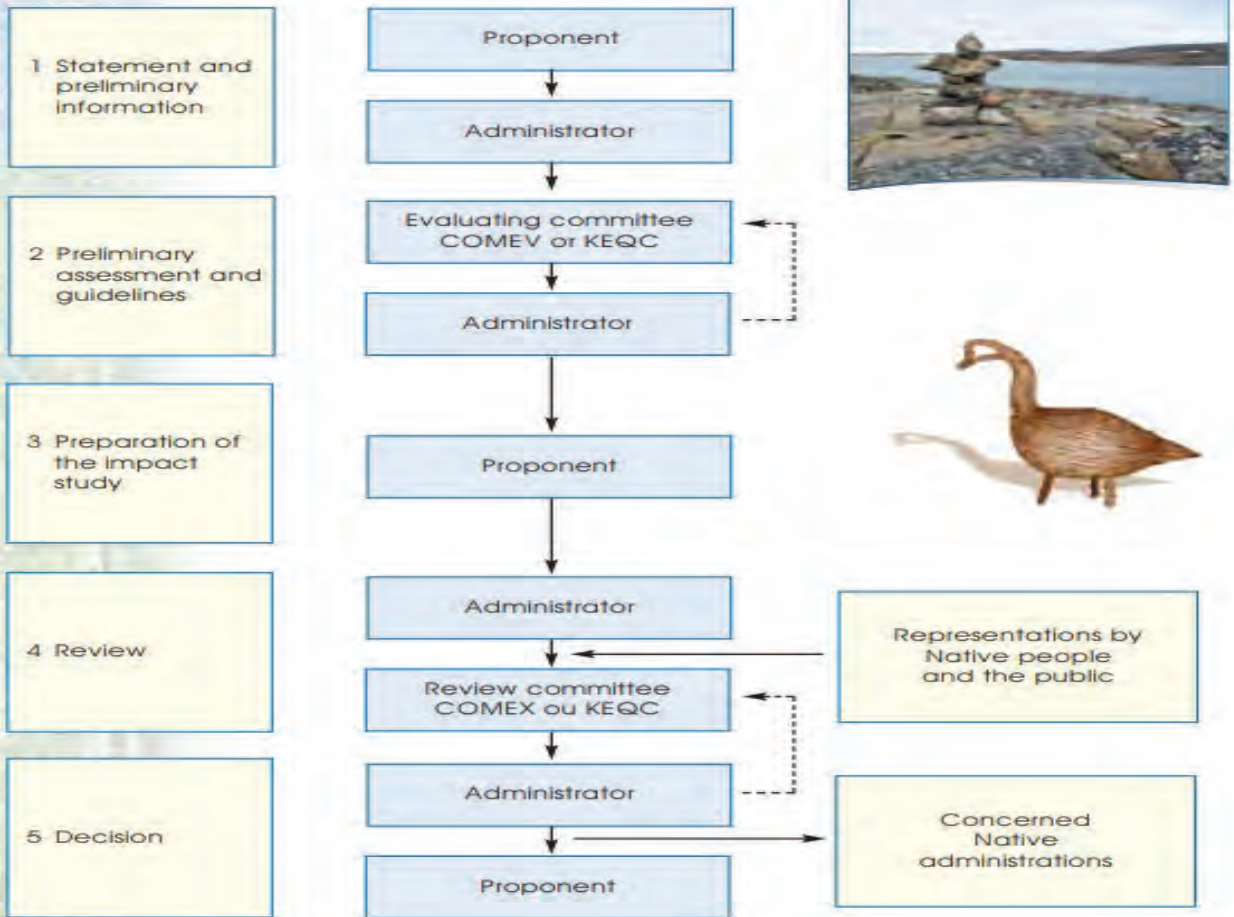 1 Statement and
preliminary
information
Proponent
Administrator
2 Preliminary
assessment and
guidelines
Evaluating committee
COMEV or KEQC
Administrator
3 Preparation of
the impact
study
Proponent
4 Review
Administrator
Representations by
Native people
and the public
Review committee
COMEX ou KEQC
5 Decision
Administrator
Concerned
Native
administrations
Proponent